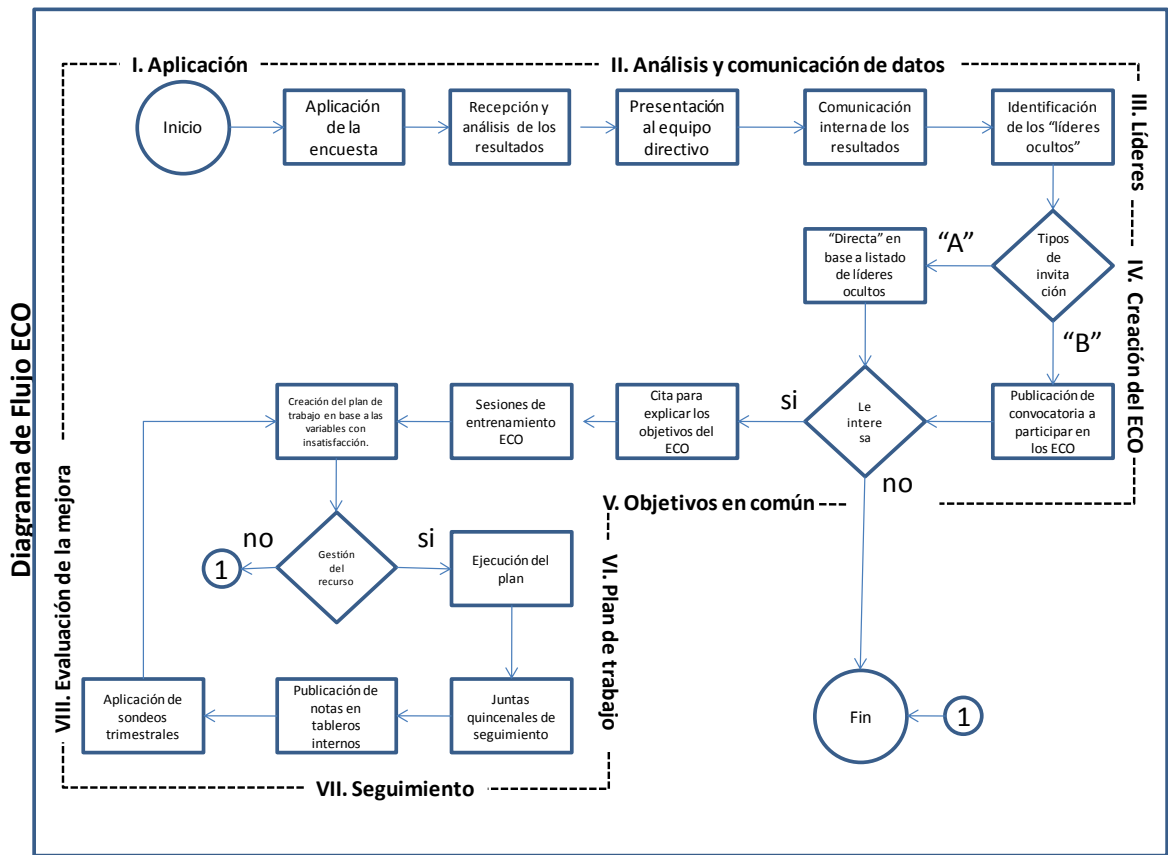 Diagrama de Flujo ECO
I. Aplicación
II. Análisis y comunicación de datos
III. Líderes
IV. Creación del ECO
V. Objetivos en común
VI. Plan de trabajo
VII. Seguimiento
VIII. Evaluación de la mejora
Inicio
Aplicación
de la
encuesta
Recepción y
análisis de los
resultados
Presentación
al equipo
directivo
Comunicación
interna de los
resultados
Identificación
de los “líderes
ocultos”
Tipos
de
invita
ción
“A”
“Directa” en
base a listado
de líderes
ocultos
“B”
Publicación de
convocatoria a
participar en
los ECO
Le
intere
sa
si
no
Cita para
explicar los
objetivos del
ECO
Sesiones de
entrenamiento
ECO
Creación del plan de
trabajo en base a las
variables con
insatisfacción.
Gestión
del
recurso
no
1
si
Ejecución del
plan
Juntas
quincenales de
seguimiento
Publicación de
notas en
tableros
internos
Aplicación de
sondeos
trimestrales
Fin
1